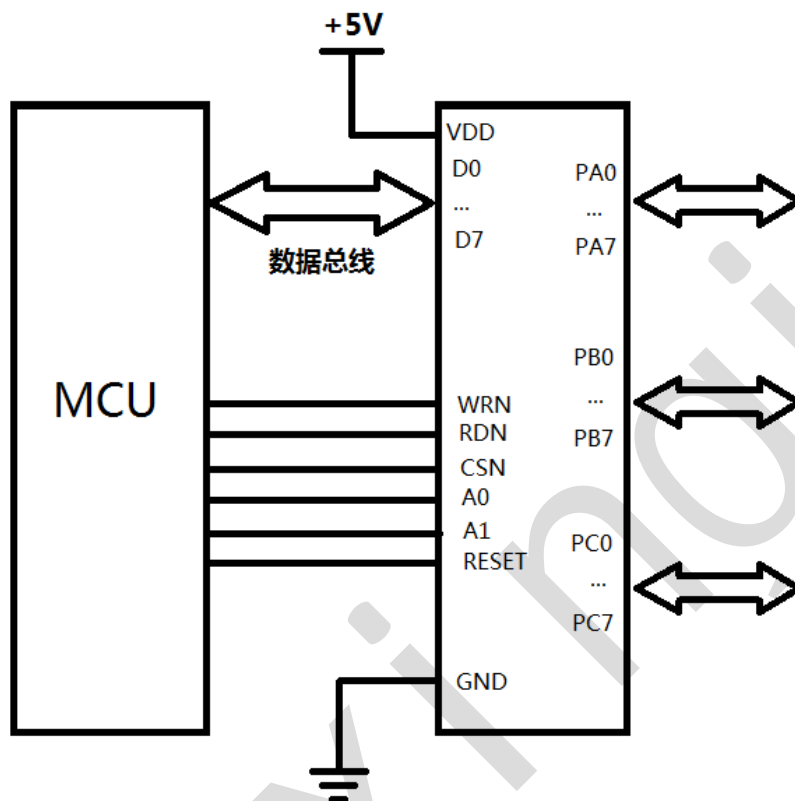 +5V
VDD
D0
...
D7
数据总线
PA0
...
PA7
MCU
PB0
...
PB7
WRN
RDN
CSN
A0
A1
RESET
PC0
...
PC7
GND